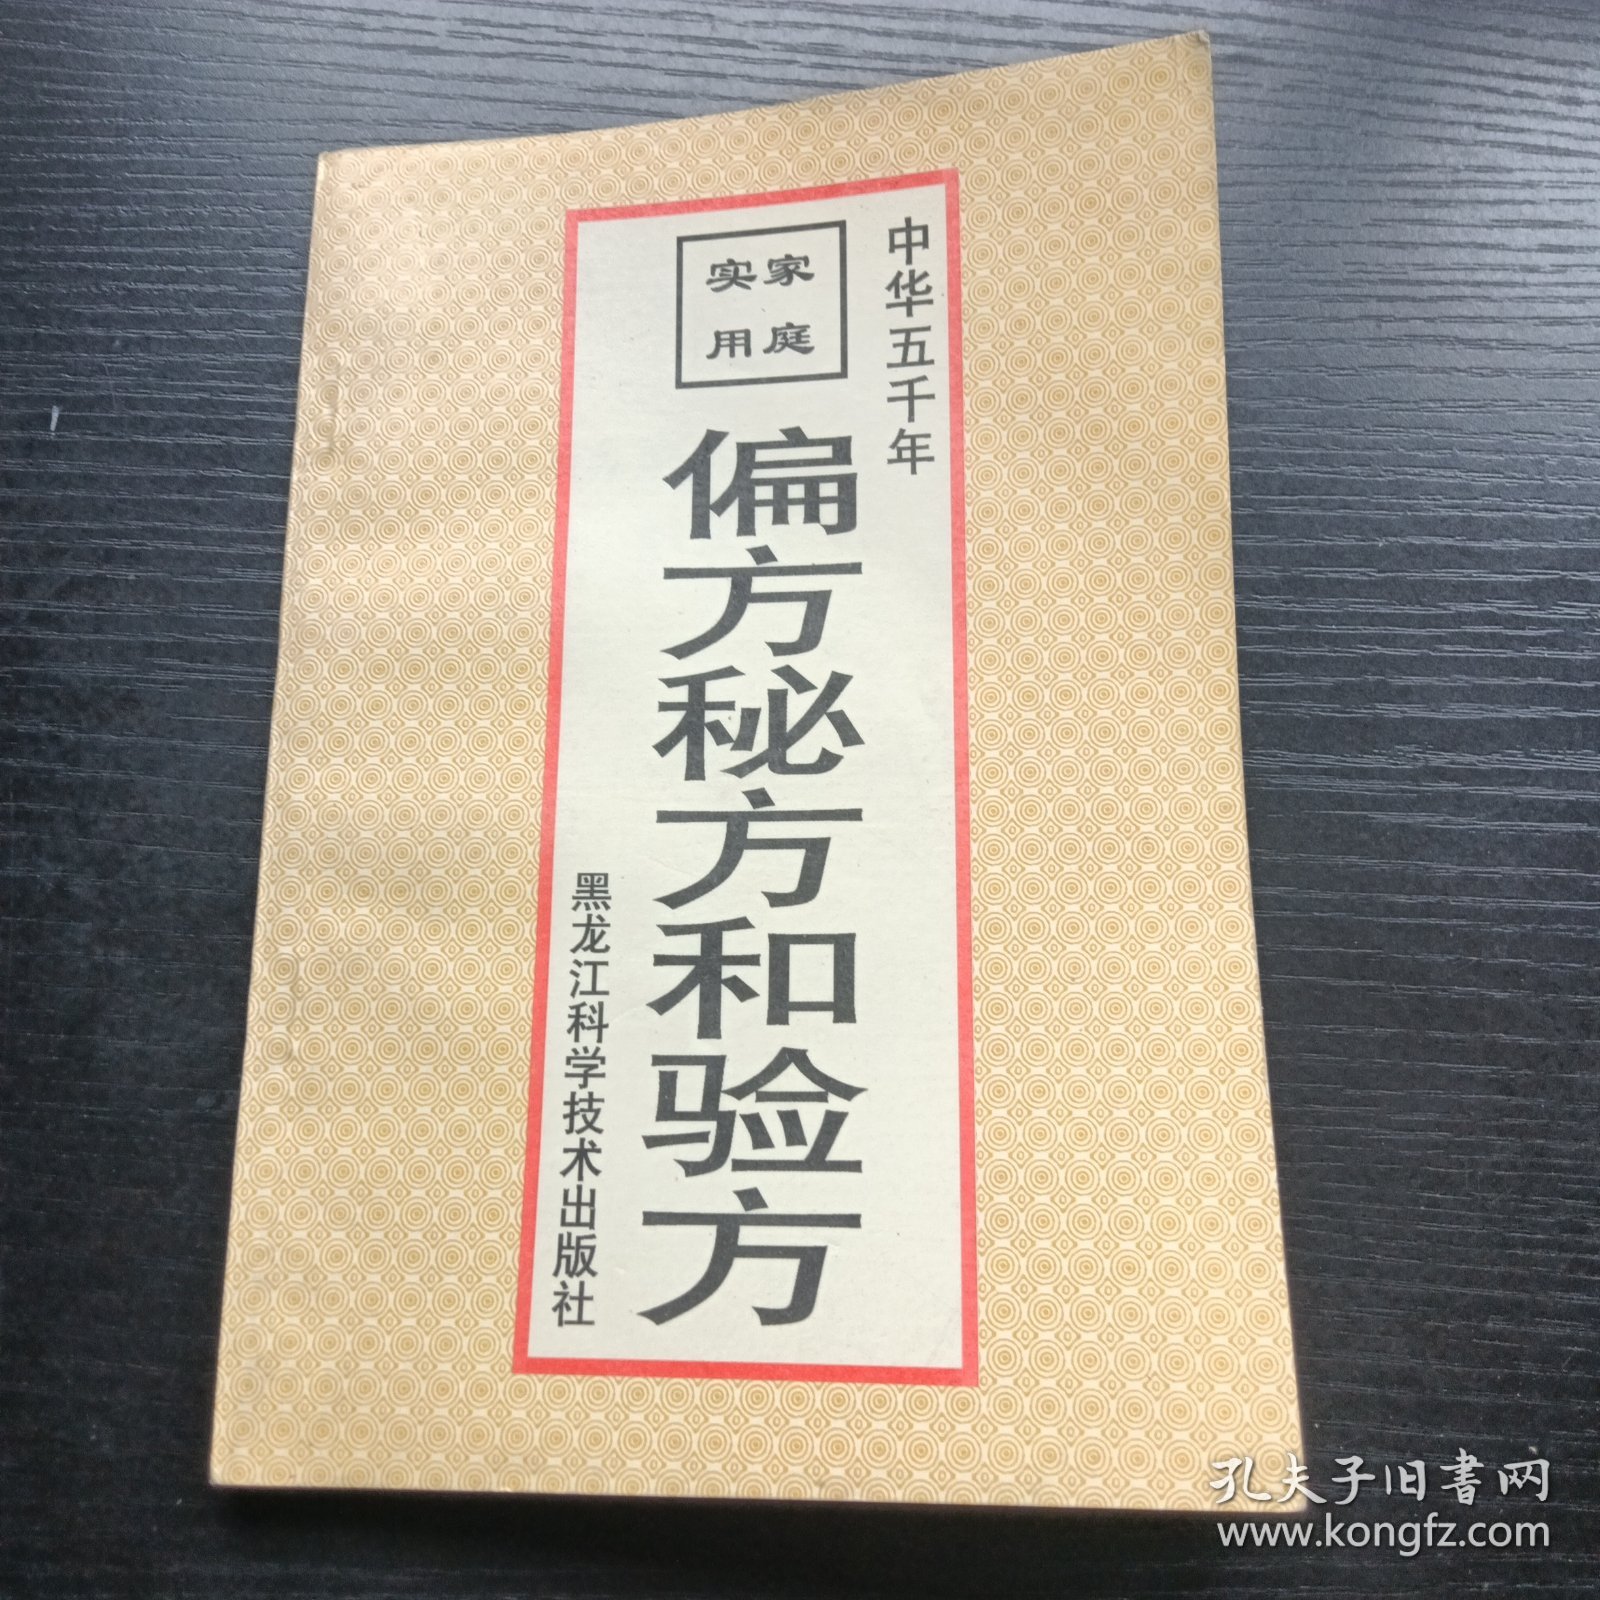 中华五千年
家庭
实用
偏方秘方和验方
黑龙江科学技术出版社
孔夫子旧書网
www.kongfz.com